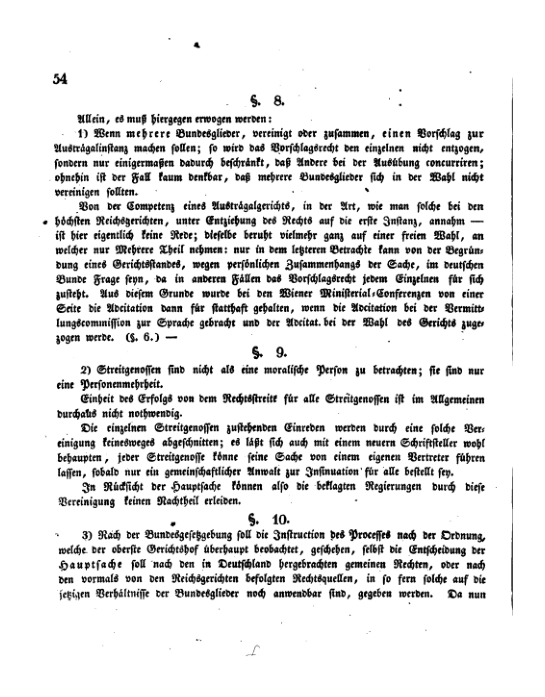 54
§. 8.
Allein, es muß hiergegen erwogen werden:
1) Wenn mehrere Bundesglieder, vereinigt oder zusammen, einen Vorschlag zur
Austrägalinstanz machen sollen; so wird das Vorschlagsrecht den einzelnen nicht entzogen,
sondern nur einigermaßen dadurch beschränkt, daß Andere bei der Ausübung concurriren;
ohnehin ist der Fall kaum denkbar, daß mehrere Bundesglieder sich in der Wahl nicht
vereinigen sollten.
Von der Competenz eines Austrägalgerichts, in der Art, wie man solche bei den
höchsten Reichsgerichten, unter Entziehung des Rechts auf die erste Instanz, annahm —
ist hier eigentlich keine Rede; dieselbe beruht vielmehr ganz auf einer freien Wahl, an
welcher nur Mehrere Theil nehmen: nur in dem letzteren Betrachte kann von der Begrün-
dung eines Gerichtsstandes, wegen persönlichen Zusammenhangs der Sache, im deutschen
Bunde Frage seyn, da in anderen Fällen das Vorschlagsrecht jedem Einzelnen für sich
zusteht. Aus diesem Grunde wurde bei den Wiener Ministerial-Conferenzen von einer
Seite die Adcitation dann für statthaft gehalten, wenn die Adcitation bei der Vermitt-
lungscommission zur Sprache gebracht und der Adcitat. bei der Wahl des Gerichts zuge-
zogen werde. (§. 6.) —
§. 9.
2) Streitgenossen sind nicht als eine moralische Person zu betrachten; sie sind nur
eine Personenmehrheit.
Einheit des Erfolgs von dem Rechtsstreite für alle Streitgenossen ist im Allgemeinen
durchaus nicht nothwendig.
Die einzelnen Streitgenossen zustehenden Einreden werden durch eine solche Ver-
einigung keinesweges abgeschnitten; es läßt sich auch mit einem neuern Schriftsteller wohl
behaupten, jeder Streitgenosse könne seine Sache von einem eigenen Vertreter führen
lassen, sobald nur ein gemeinschaftlicher Anwalt zur Insinuation für alle bestellt sey.
In Rücksicht der Hauptsache können also die beklagten Regierungen durch diese
Vereinigung keinen Nachtheil erleiden.
§. 10.
3) Nach der Bundesgesetzgebung soll die Instruction des Processes nach der Ordnung,
welche der oberste Gerichtshof überhaupt beobachtet, geschehen, selbst die Entscheidung der
Hauptsache soll nach den in Deutschland hergebrachten gemeinen Rechten, oder nach
den vormals von den Reichsgerichten befolgten Rechtsquellen, in so fern solche auf die
jetzigen Verhältnisse der Bundesglieder noch anwendbar sind, gegeben werden. Da nun